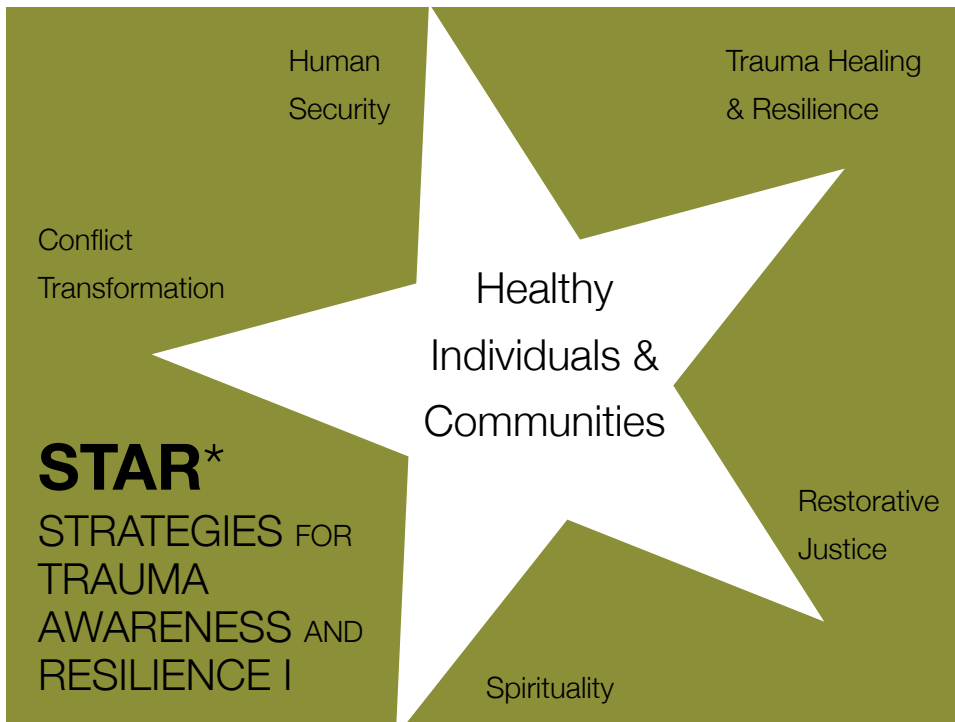 Human
Security
Trauma Healing
& Resilience
Conflict
Transformation
Healthy
Individuals &
Communities
STAR*
STRATEGIES FOR
TRAUMA
AWARENESS AND
RESILIENCE I
Restorative
Justice
Spirituality